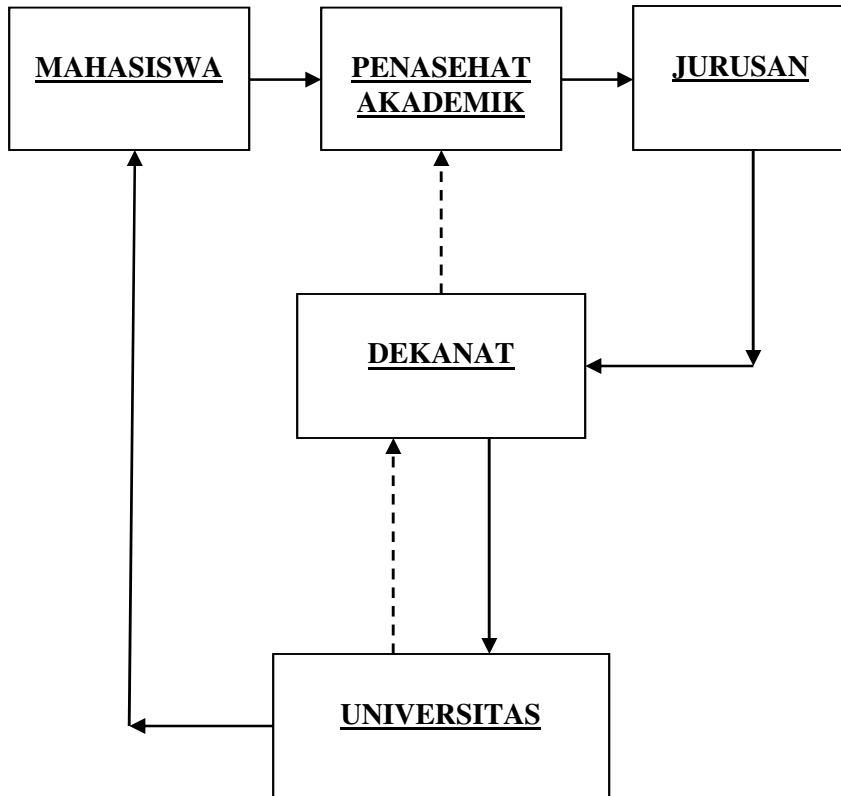 MAHASISWA
PENASEHAT
AKADEMIK
JURUSAN
DEKANAT
UNIVERSITAS